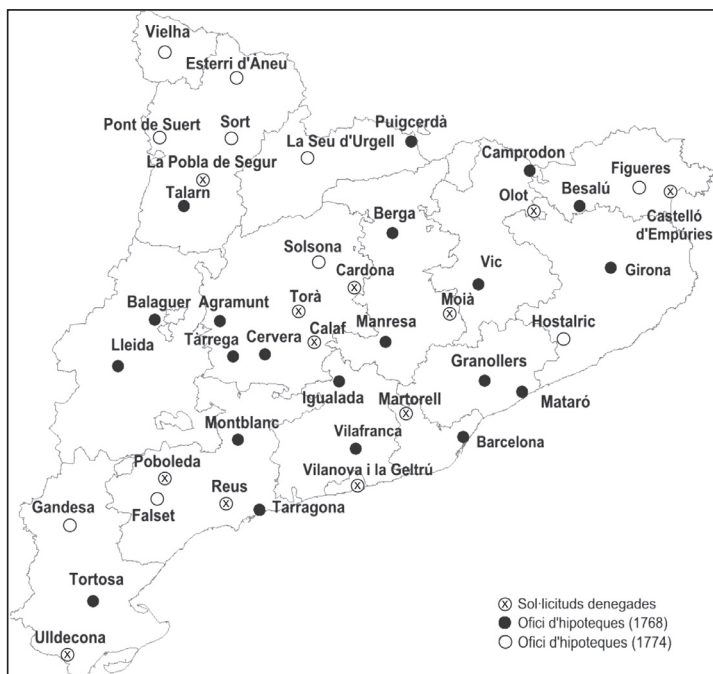 Vielha
Esterri d'Àneu
Pont de Suert
Sort
La Seu d'Urgell
Puigcerdà
La Pobla de Segur
Talarn
Camprodon
Figueres
Olot
Besalú
Castelló
d'Empúries
Berga
Solsona
Cardona
Vic
Girona
Balaguer
Agramunt
Torà
Moià
Hostalric
Lleida
Tàrrega
Cervera
Calaf
Manresa
Granollers
Igualada
Martorell
Mataró
Montblanc
Vilafranca
Barcelona
Poboleda
Vilanova i la Geltrú
Reus
Gandesa
Falset
Tarragona
Tortosa
Ulldecona
Sol·licituds denegades
Ofici d'hipoteques (1768)
Ofici d'hipoteques (1774)